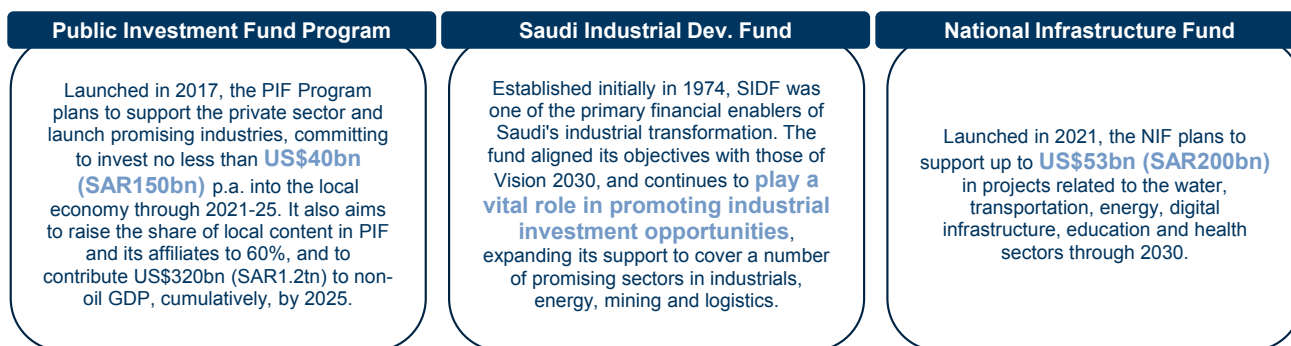 Public Investment Fund Program
Launched in 2017, the PIF Program
plans to support the private sector and
launch promising industries, committing
to invest no less than US$40bn
(SAR150bn) p.a. into the local
economy through 2021-25. It also aims
to raise the share of local content in PIF
and its affiliates to 60%, and to
contribute US$320bn (SAR1.2tn) to non-
oil GDP, cumulatively, by 2025.
Saudi Industrial Dev. Fund
Established initially in 1974, SIDF was
one of the primary financial enablers of
Saudi's industrial transformation. The
fund aligned its objectives with those of
Vision 2030, and continues to play a
vital role in promoting industrial
investment opportunities,
expanding its support to cover a number
of promising sectors in industrials,
energy, mining and logistics.
National Infrastructure Fund
Launched in 2021, the NIF plans to
support up to US$53bn (SAR200bn)
in projects related to the water,
transportation, energy, digital
infrastructure, education and health
sectors through 2030.